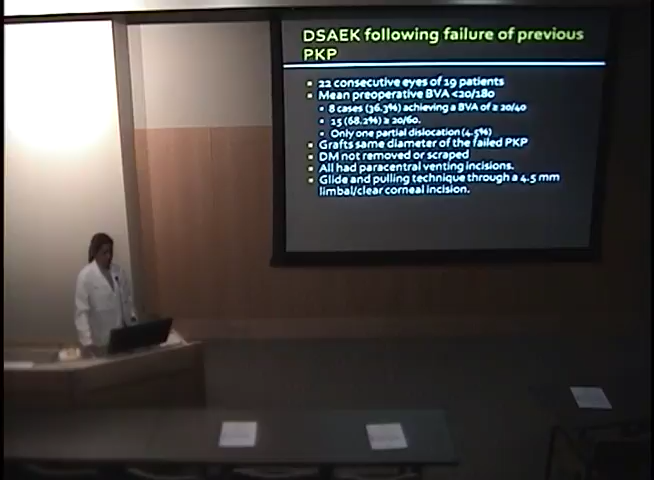 DSAEK following failure of previous
PKP
22 consecutive eyes of 19 patients
Mean preoperative BVA <20/180
8 cases (36.3%) achieving a BVA of ≥ 20/40
15 (68.2%) ≥ 20/60.
Only one partial dislocation (4.5%)
Grafts same diameter of the failed PKP
DM not removed or scraped
All had paracentral venting incisions.
Glide and pulling technique through a 4.5 mm
limbal/clear corneal incision.